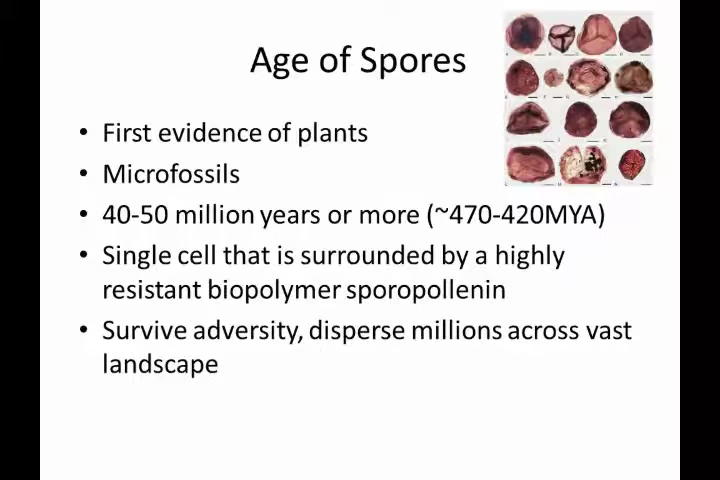 Age of Spores
• First evidence of plants
• Microfossils
• 40-50 million years or more (~470-420MYA)
• Single cell that is surrounded by a highly
resistant biopolymer sporopollenin
• Survive adversity, disperse millions across vast
landscape